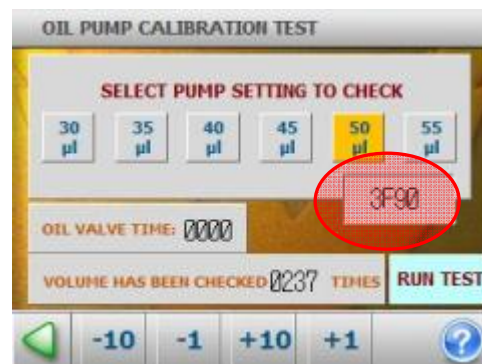 OIL PUMP CALIBRATION TEST
SELECT PUMP SETTING TO CHECK
30 µl 35 µl 40 µl 45 µl 50 µl 55 µl
3F90
OIL VALVE TIME: 0000
VOLUME HAS BEEN CHECKED 0237 TIMES RUN TEST
-10 -1 +10 +1 ?